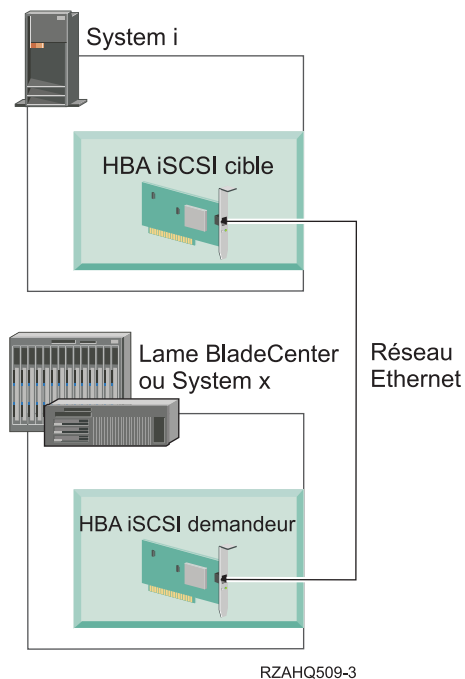 System i
HBA iSCSI cible
Lame BladeCenter
ou System x
Réseau
Ethernet
HBA iSCSI demandeur
RZAHQ509-3